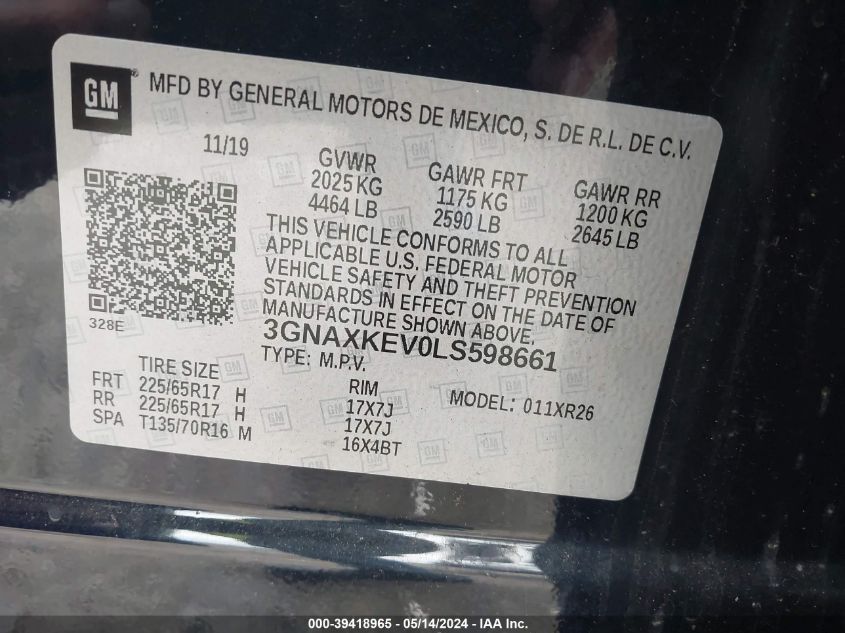 GM
MFD BY GENERAL MOTORS DE MEXICO, S. DE R.L. DE C.V.
11/19
GVWR
2025 KG
4464 LB
GAWR FRT
1175 KG
2590 LB
GAWR RR
1200 KG
2645 LB
THIS VEHICLE CONFORMS TO ALL
APPLICABLE U.S. FEDERAL MOTOR
VEHICLE SAFETY AND THEFT PREVENTION
STANDARDS IN EFFECT ON THE DATE OF
MANUFACTURE SHOWN ABOVE.
328E
3GNAXKEV0LS598661
TYPE: M.P.V.
MODEL: 011XR26
TIRE SIZE RIM
FRT 225/65R17 H 17X7J
RR 225/65R17 H 17X7J
SPA T135/70R16 M 16X4BT
000-39418965 - 05/14/2024 - IAA Inc.